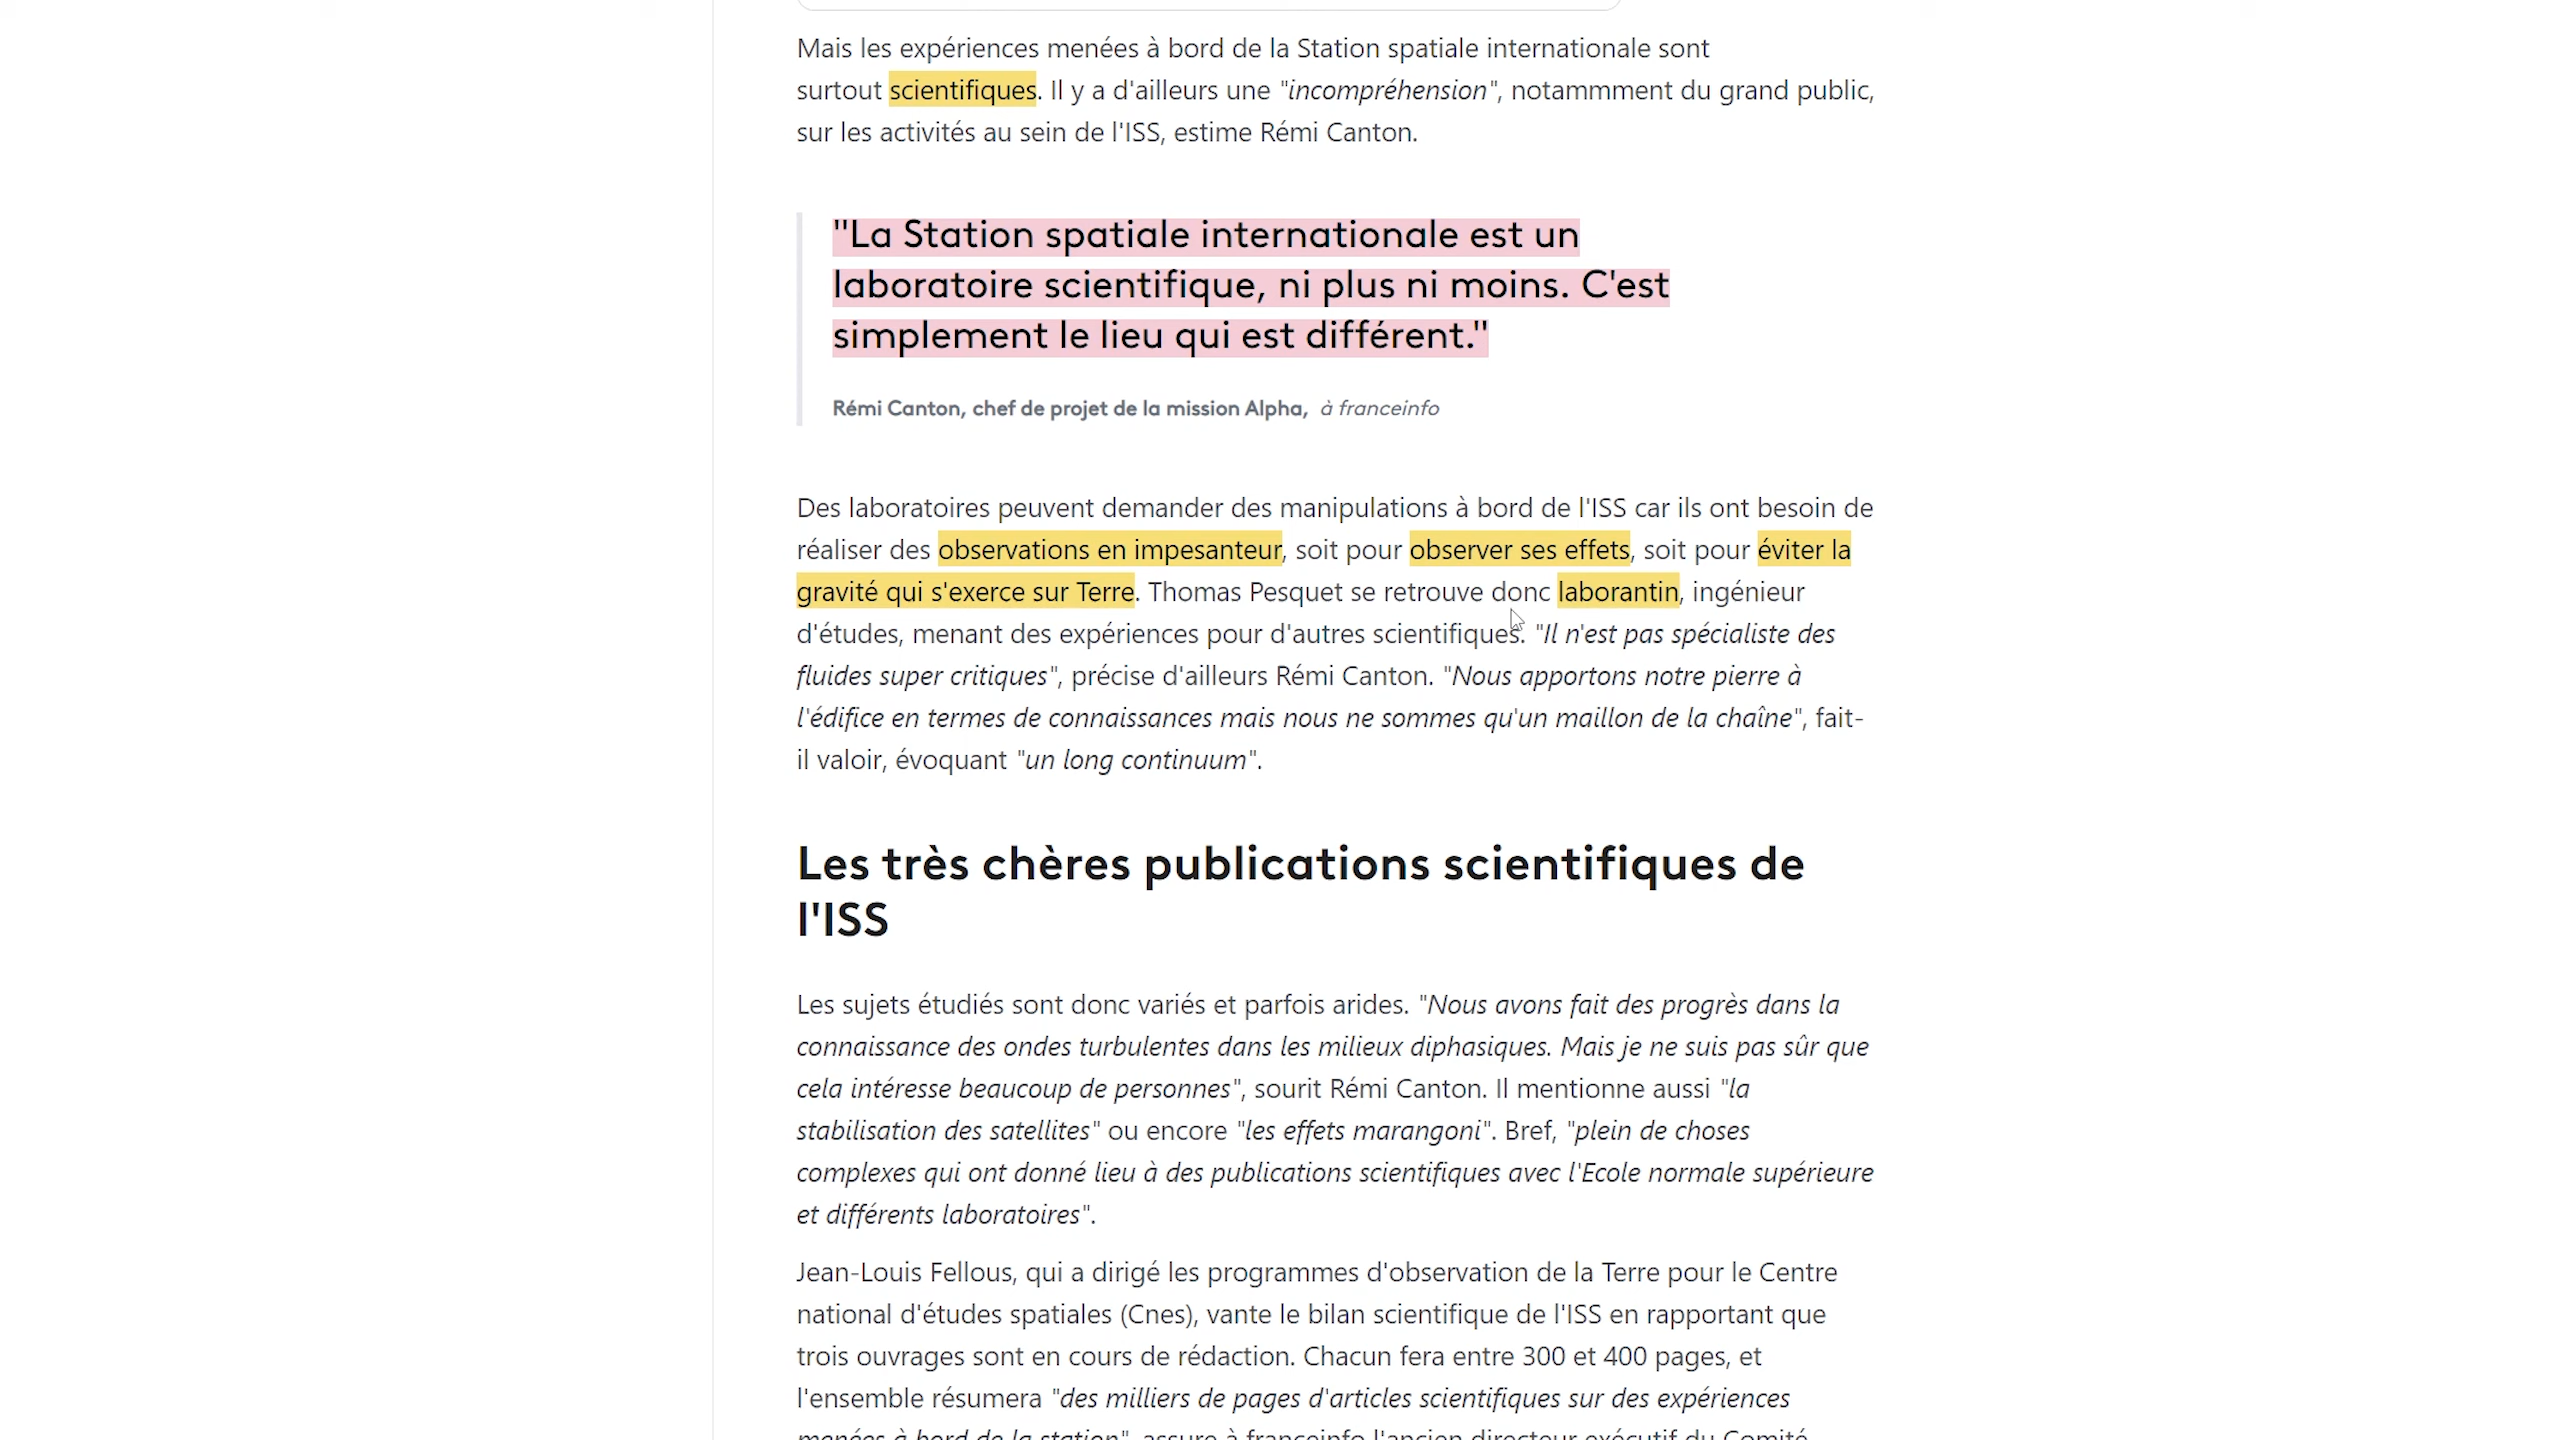 Mais les expériences menées à bord de la Station spatiale internationale sont
surtout scientifiques. Il y a d'ailleurs une "incompréhension", notammment du grand public,
sur les activités au sein de l'ISS, estime Rémi Canton.
"La Station spatiale internationale est un
laboratoire scientifique, ni plus ni moins. C'est
simplement le lieu qui est différent."
Rémi Canton, chef de projet de la mission Alpha, à franceinfo
Des laboratoires peuvent demander des manipulations à bord de l'ISS car ils ont besoin de
réaliser des observations en impesanteur, soit pour observer ses effets, soit pour éviter la
gravité qui s'exerce sur Terre. Thomas Pesquet se retrouve donc laborantin, ingénieur
d'études, menant des expériences pour d'autres scientifiques. "Il n'est pas spécialiste des
fluides super critiques", précise d'ailleurs Rémi Canton. "Nous apportons notre pierre à
l'édifice en termes de connaissances mais nous ne sommes qu'un maillon de la chaîne", fait-
il valoir, évoquant "un long continuum".
Les très chères publications scientifiques de
l'ISS
Les sujets étudiés sont donc variés et parfois arides. "Nous avons fait des progrès dans la
connaissance des ondes turbulentes dans les milieux diphasiques. Mais je ne suis pas sûr que
cela intéresse beaucoup de personnes", sourit Rémi Canton. Il mentionne aussi "la
stabilisation des satellites" ou encore "les effets marangoni". Bref, "plein de choses
complexes qui ont donné lieu à des publications scientifiques avec l'Ecole normale supérieure
et différents laboratoires".
Jean-Louis Fellous, qui a dirigé les programmes d'observation de la Terre pour le Centre
national d'études spatiales (Cnes), vante le bilan scientifique de l'ISS en rapportant que
trois ouvrages sont en cours de rédaction. Chacun fera entre 300 et 400 pages, et
l'ensemble résumera "des milliers de pages d'articles scientifiques sur des expériences
menées à bord de la station", assure à franceinfo l'ancien directeur exécutif du Comité